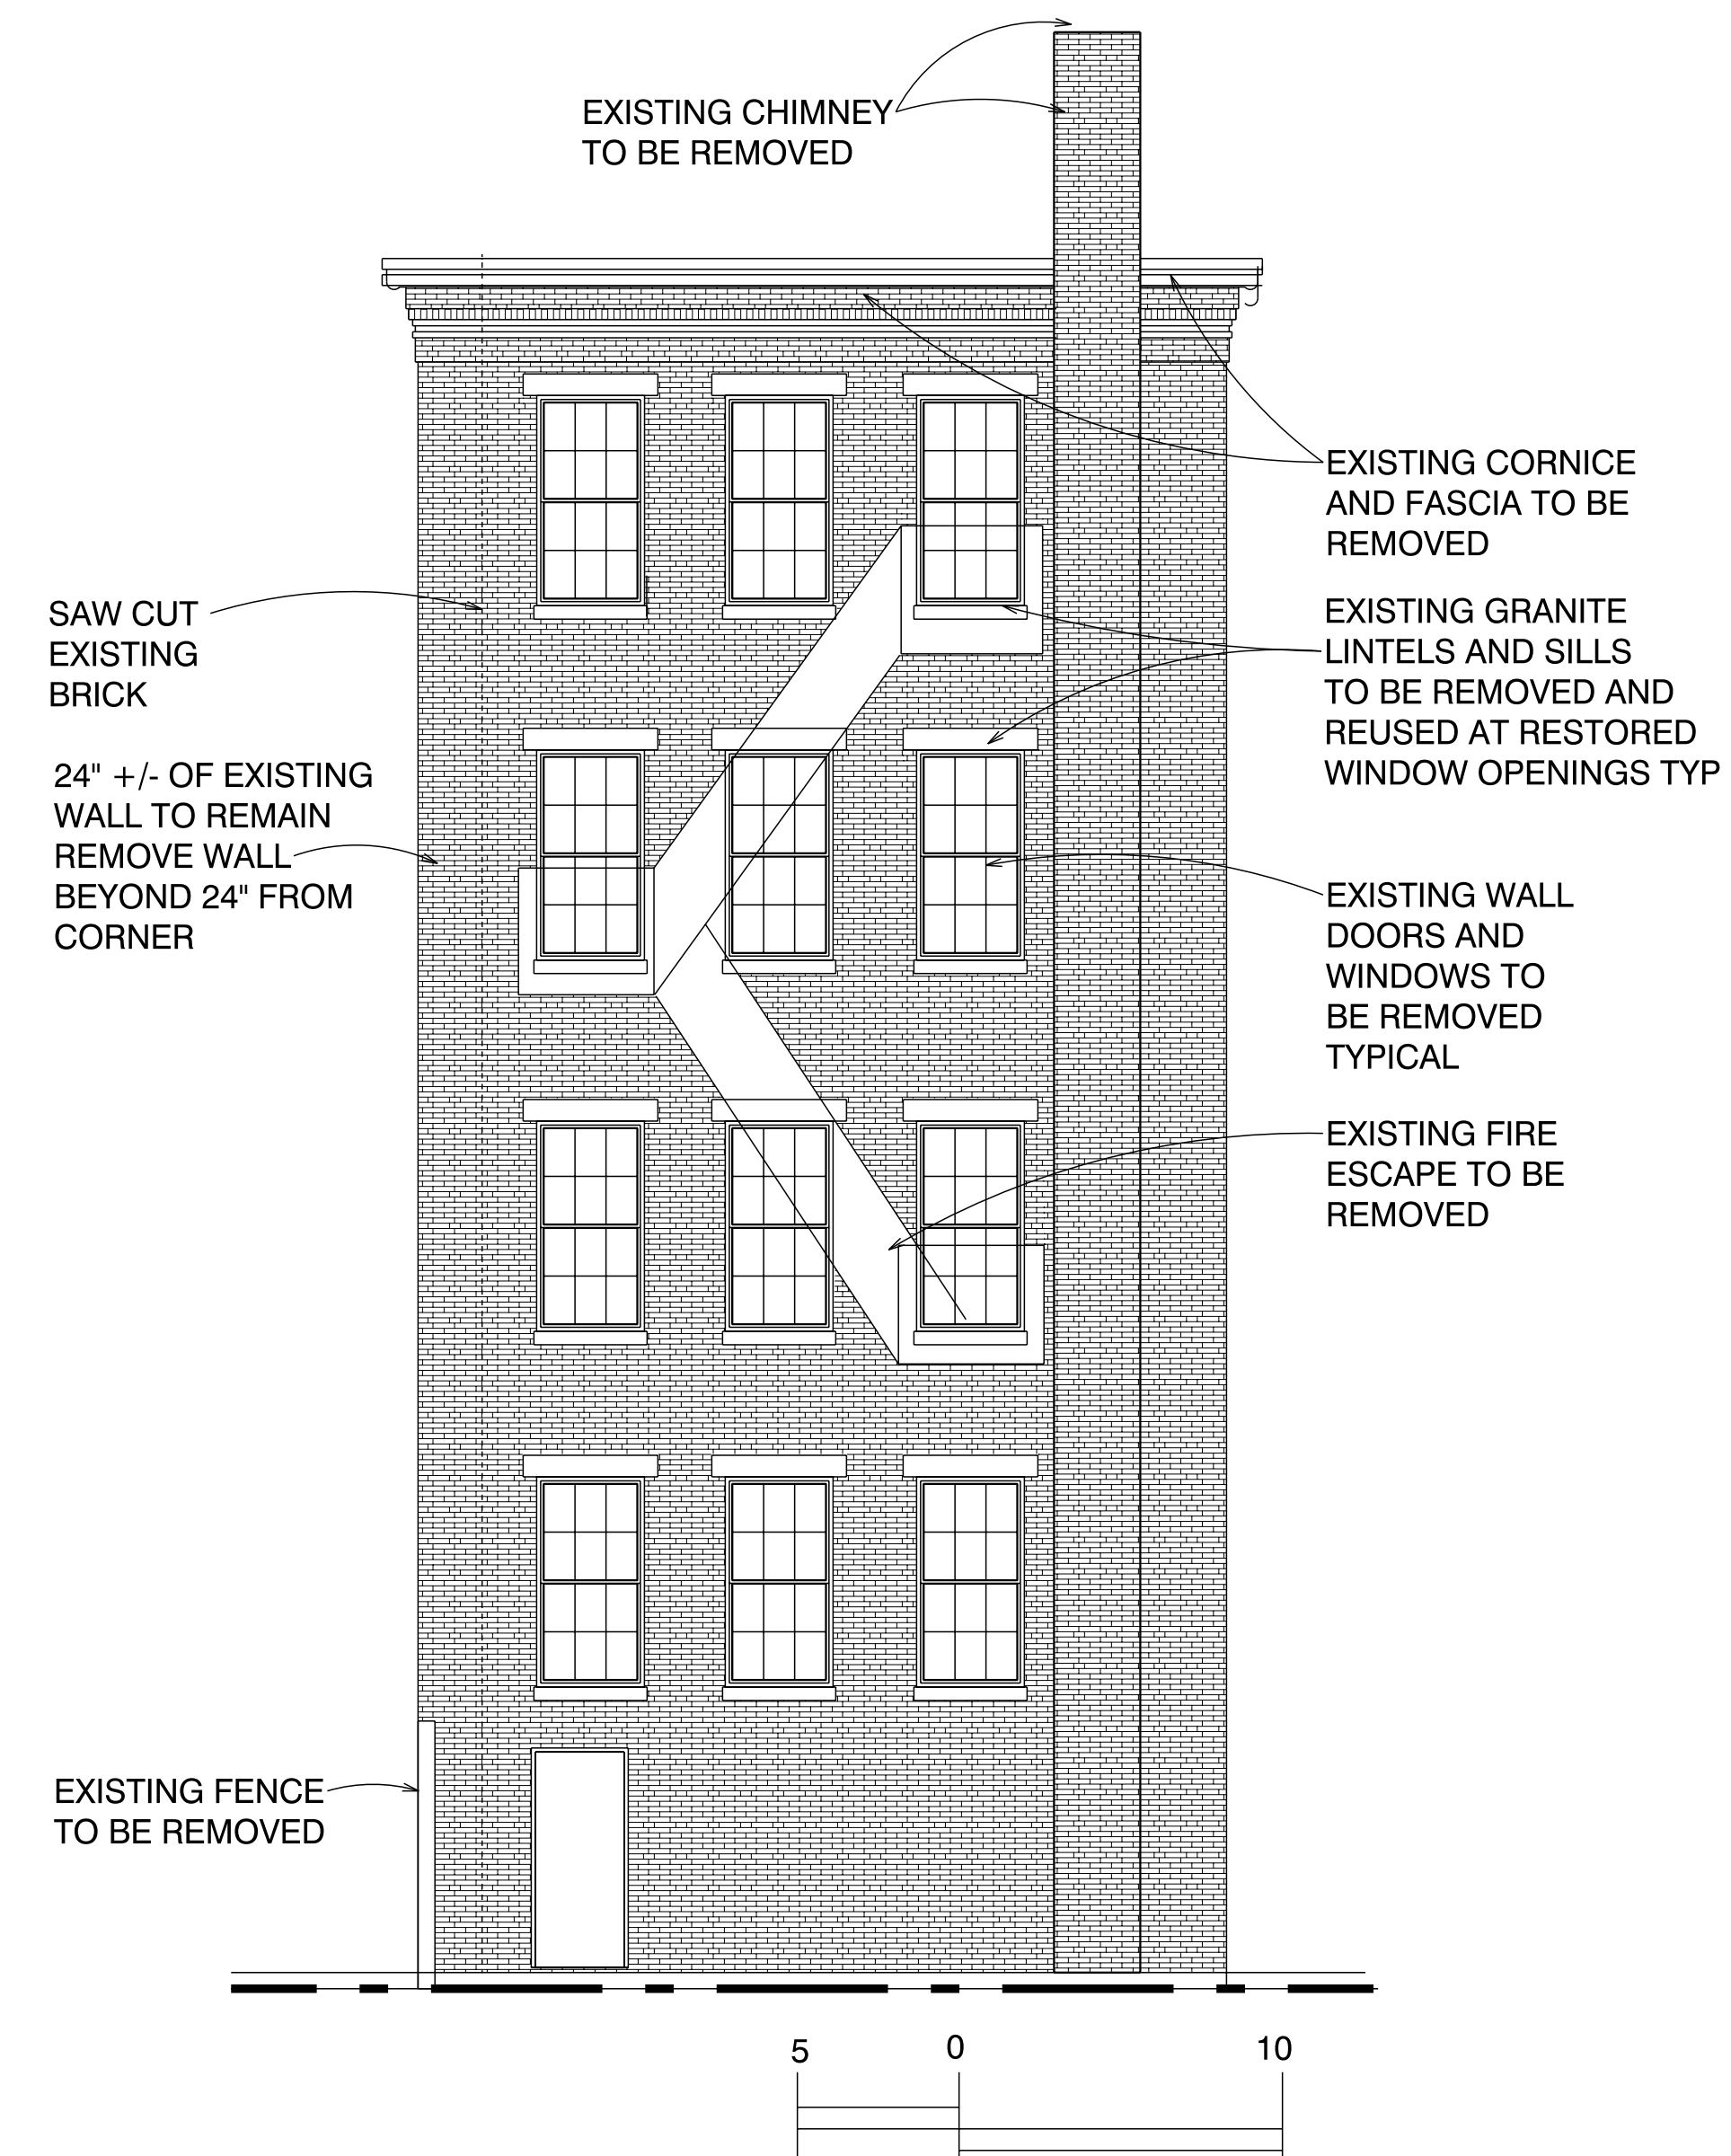 EXISTING CHIMNEY
TO BE REMOVED
EXISTING CORNICE
AND FASCIA TO BE
REMOVED
SAW CUT
EXISTING
BRICK
EXISTING GRANITE
LINTELS AND SILLS
TO BE REMOVED AND
REUSED AT RESTORED
WINDOW OPENINGS TYP
24" +/- OF EXISTING
WALL TO REMAIN
REMOVE WALL
BEYOND 24" FROM
CORNER
EXISTING WALL
DOORS AND
WINDOWS TO
BE REMOVED
TYPICAL
EXISTING FIRE
ESCAPE TO BE
REMOVED
EXISTING FENCE
TO BE REMOVED
5 0 10